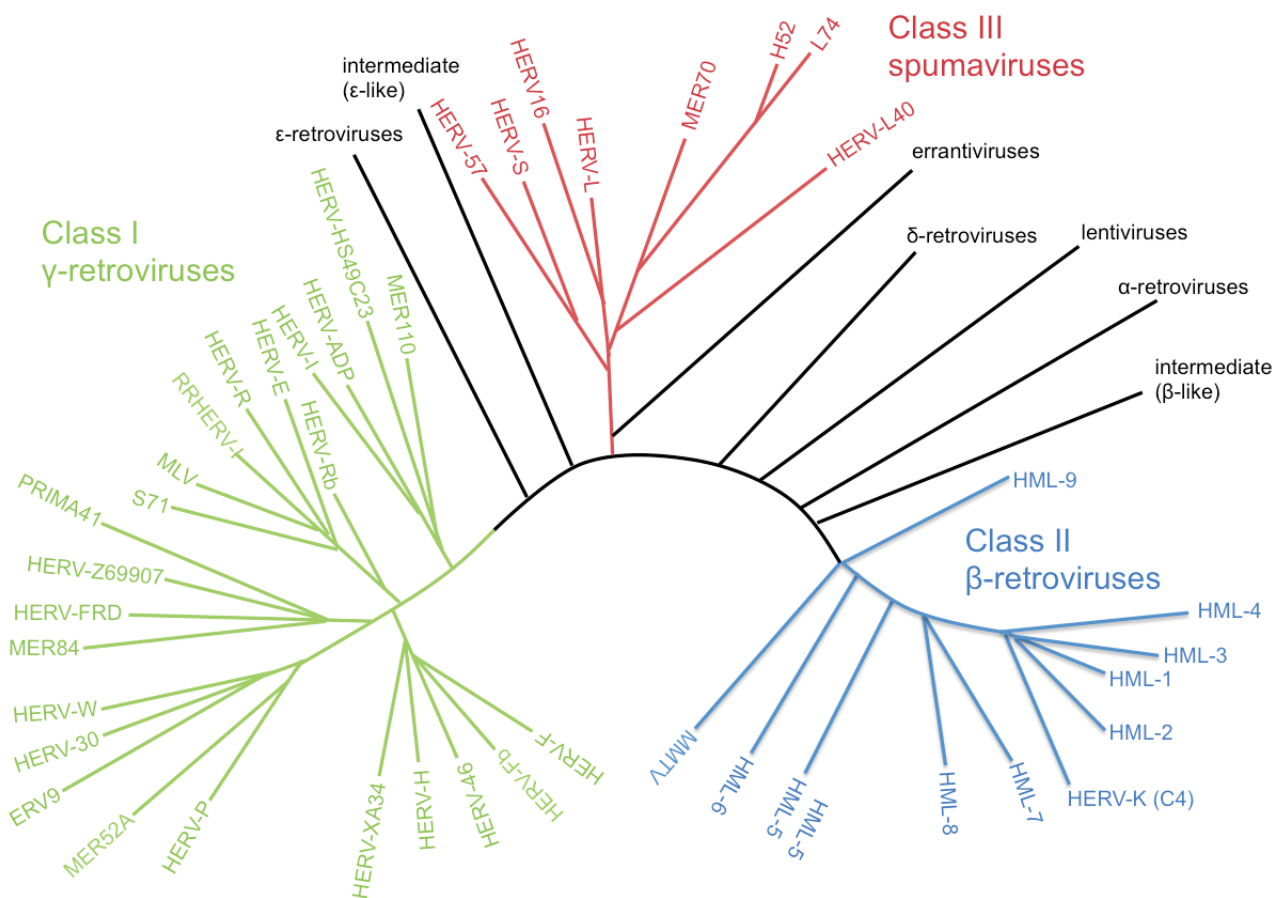 Class III
spumaviruses
intermediate
(ε-like)
ε-retroviruses
HERV-57
HERV-S
HERV16
HERV-L
MER70
H52
L74
HERV-L40
errantiviruses
δ-retroviruses
lentiviruses
α-retroviruses
intermediate
(β-like)
Class I
γ-retroviruses
HERV-HS49C23
MER110
HERV-ADP
HERV-I
HERV-Rb
HERV-E
HERV-R
RRHERV-I
MLV
S71
PRIMA41
HERV-Z69907
HERV-FRD
MER84
HERV-W
HERV-30
ERV9
MER52A
HERV-P
HERV-XA34
HERV-H
HERV-46
HERV-Fb
HERV-F
Class II
β-retroviruses
HML-9
HML-4
HML-3
HML-1
HML-2
HERV-K (C4)
HML-7
HML-8
HML-5
HML-5
HML-6
MMTV